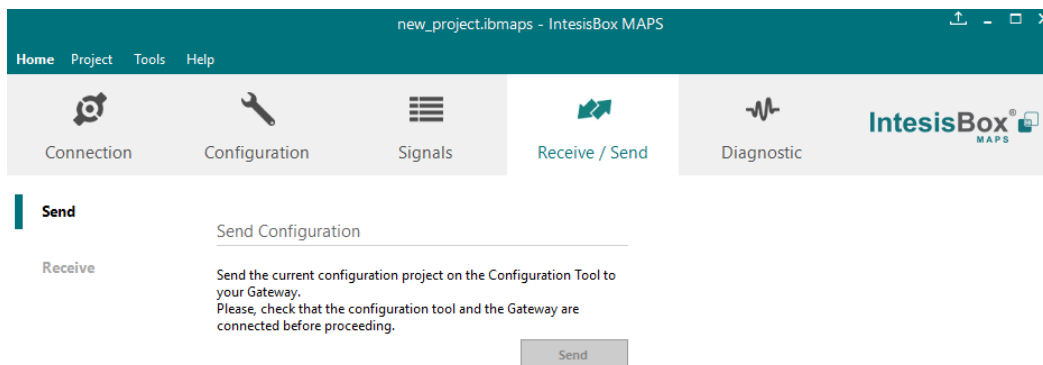 new_project.ibmaps - IntesisBox MAPS
Home Project Tools Help
Connection Configuration Signals Receive / Send Diagnostic
IntesisBox®
MAPS
Send
Send Configuration
Receive
Send the current configuration project on the Configuration Tool to
your Gateway.
Please, check that the configuration tool and the Gateway are
connected before proceeding.
Send